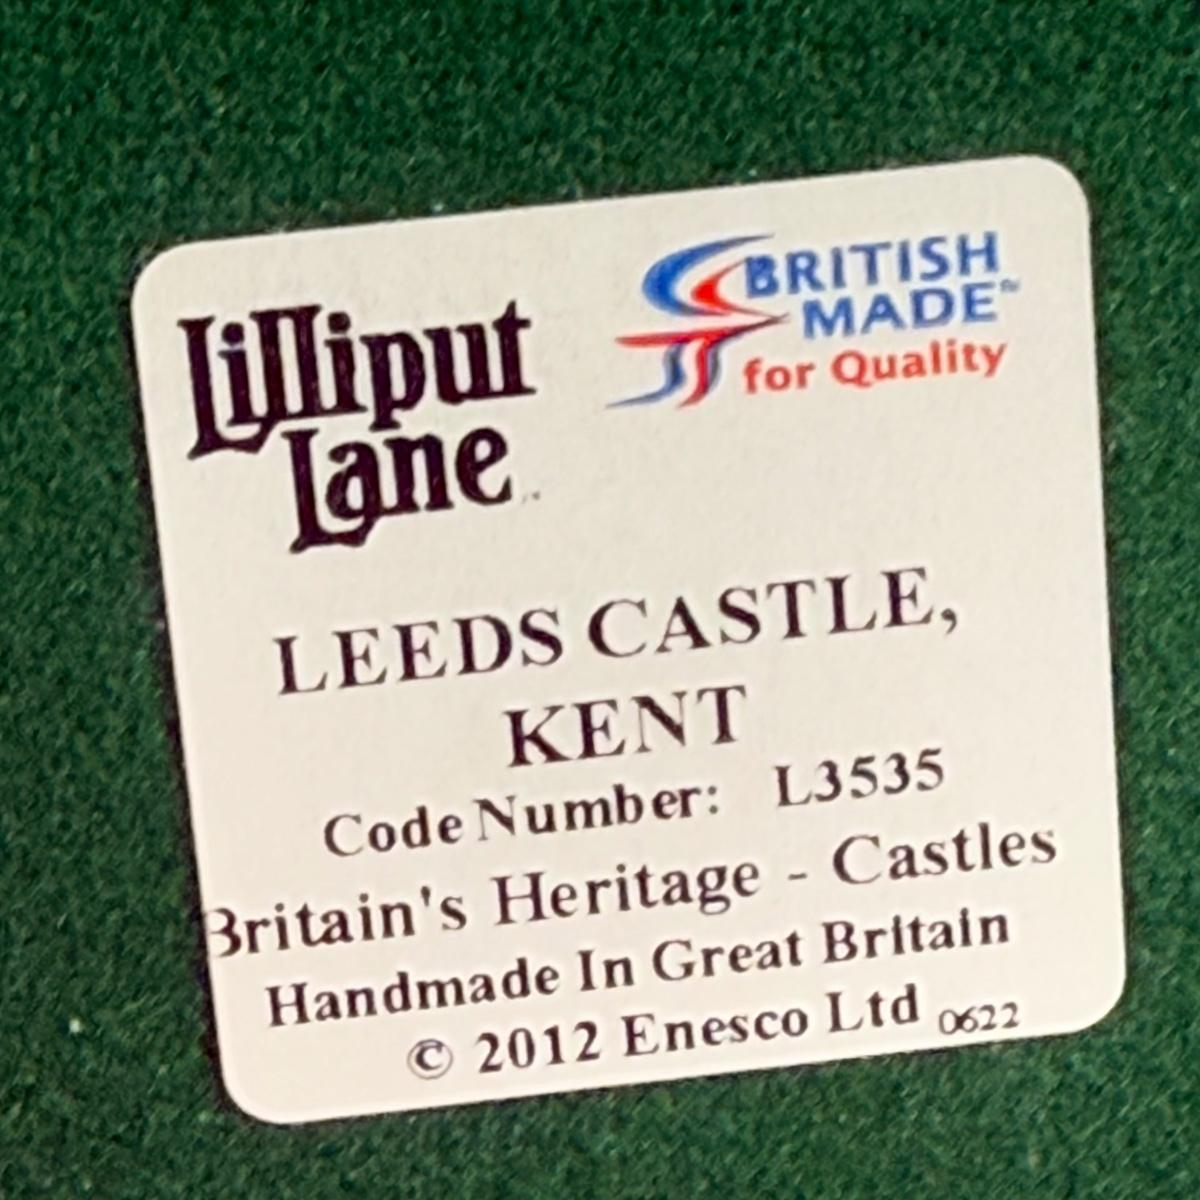 Lilliput
Lane
BRITISH
MADE™
for Quality
LEEDS CASTLE,
KENT
Code Number: L3535
Britain's Heritage - Castles
Handmade In Great Britain
© 2012 Enesco Ltd 0622